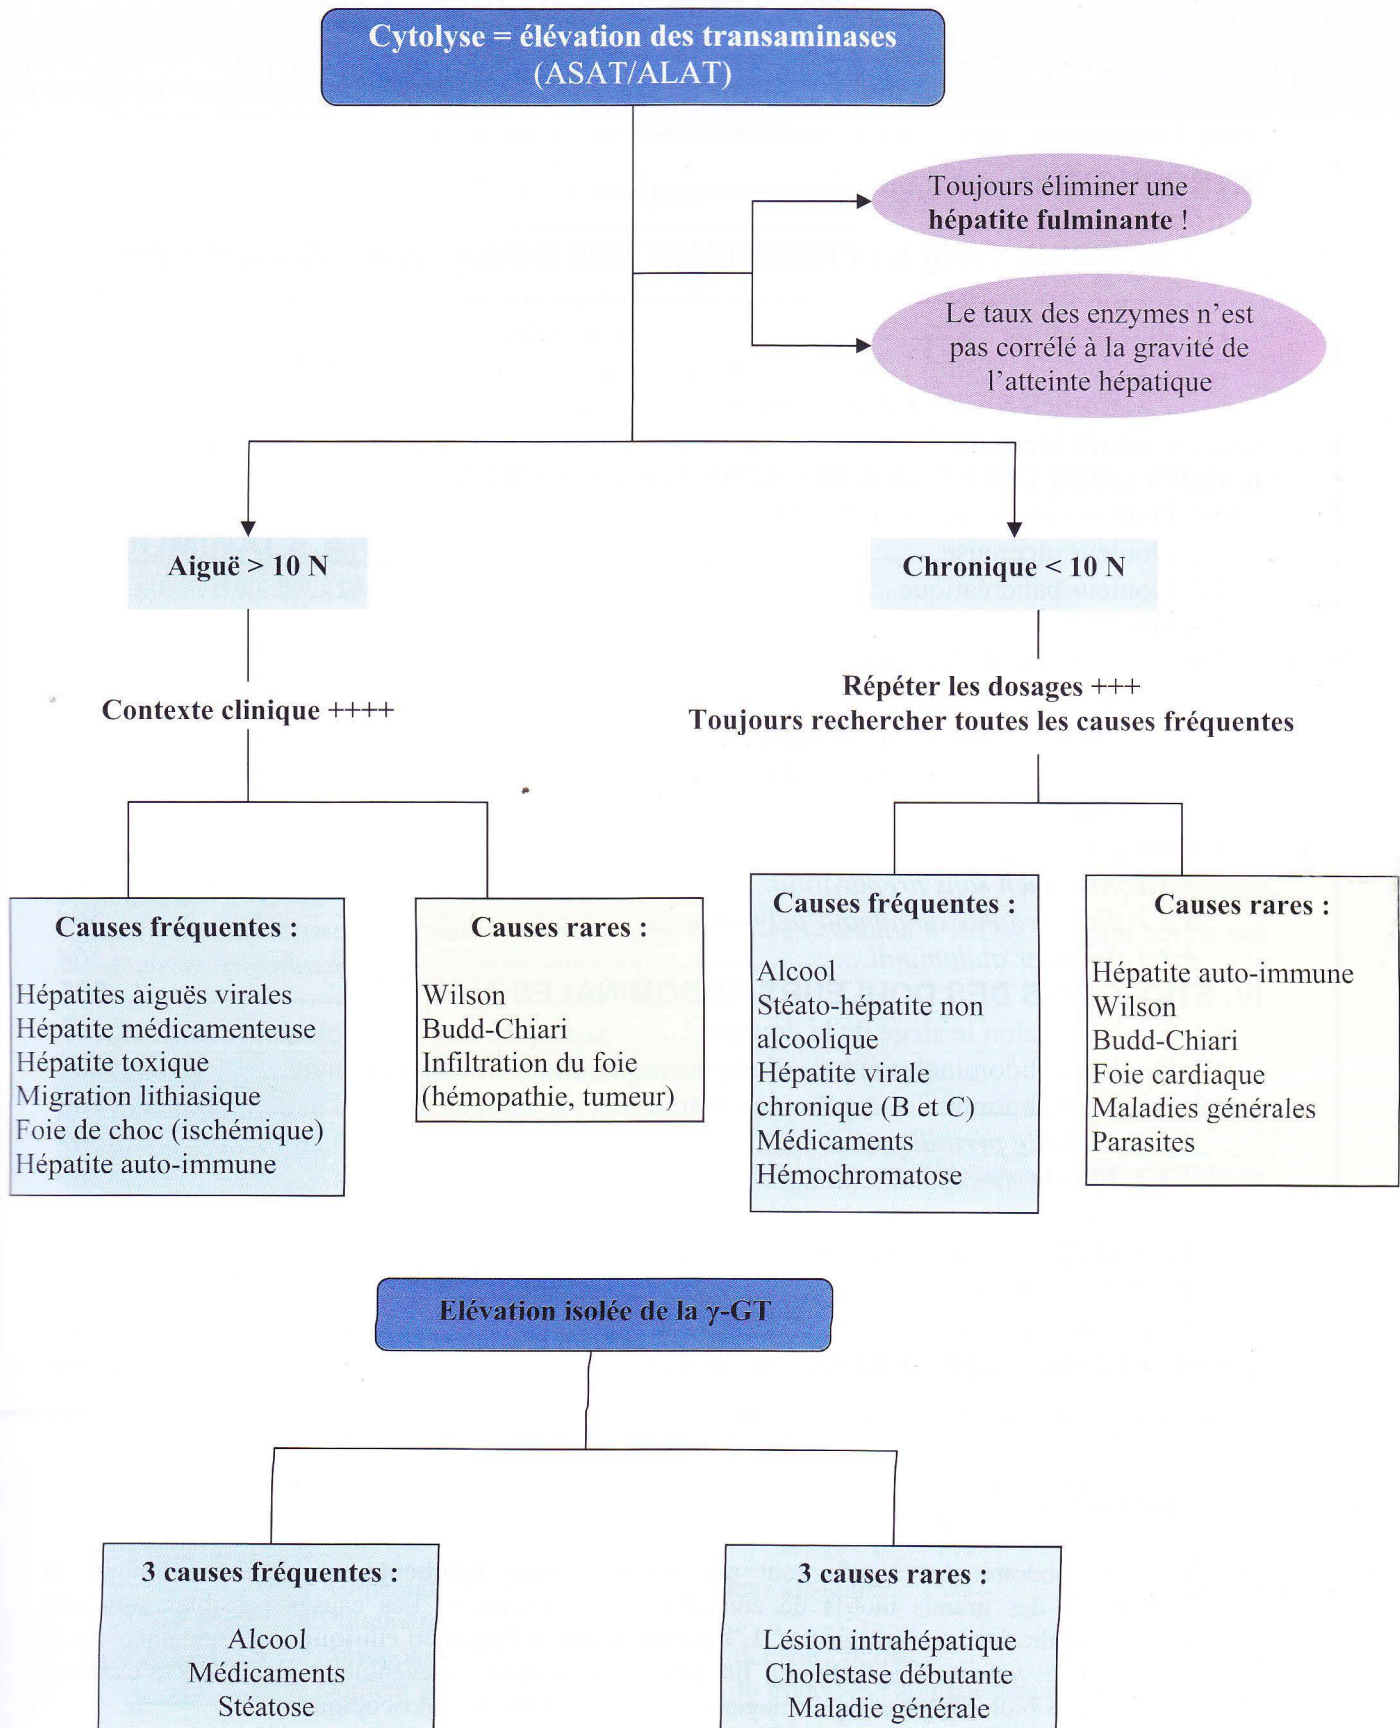 Cytolyse = élévation des transaminases
(ASAT/ALAT)
Toujours éliminer une
hépatite fulminante !
Le taux des enzymes n’est
pas corrélé à la gravité de
l’atteinte hépatique
Aiguë > 10 N
Chronique < 10 N
Contexte clinique ++++
Répéter les dosages +++
Toujours rechercher toutes les causes fréquentes
Causes fréquentes :
Hépatites aiguës virales
Hépatite médicamenteuse
Hépatite toxique
Migration lithiasique
Foie de choc (ischémique)
Hépatite auto-immune
Causes rares :
Wilson
Budd-Chiari
Infiltration du foie
(hémopathie, tumeur)
Causes fréquentes :
Alcool
Stéato-hépatite non
alcoolique
Hépatite virale
chronique (B et C)
Médicaments
Hémochromatose
Causes rares :
Hépatite auto-immune
Wilson
Budd-Chiari
Foie cardiaque
Maladies générales
Parasites
Elévation isolée de la γ-GT
3 causes fréquentes :
Alcool
Médicaments
Stéatose
3 causes rares :
Lésion intrahépatique
Cholestase débutante
Maladie générale